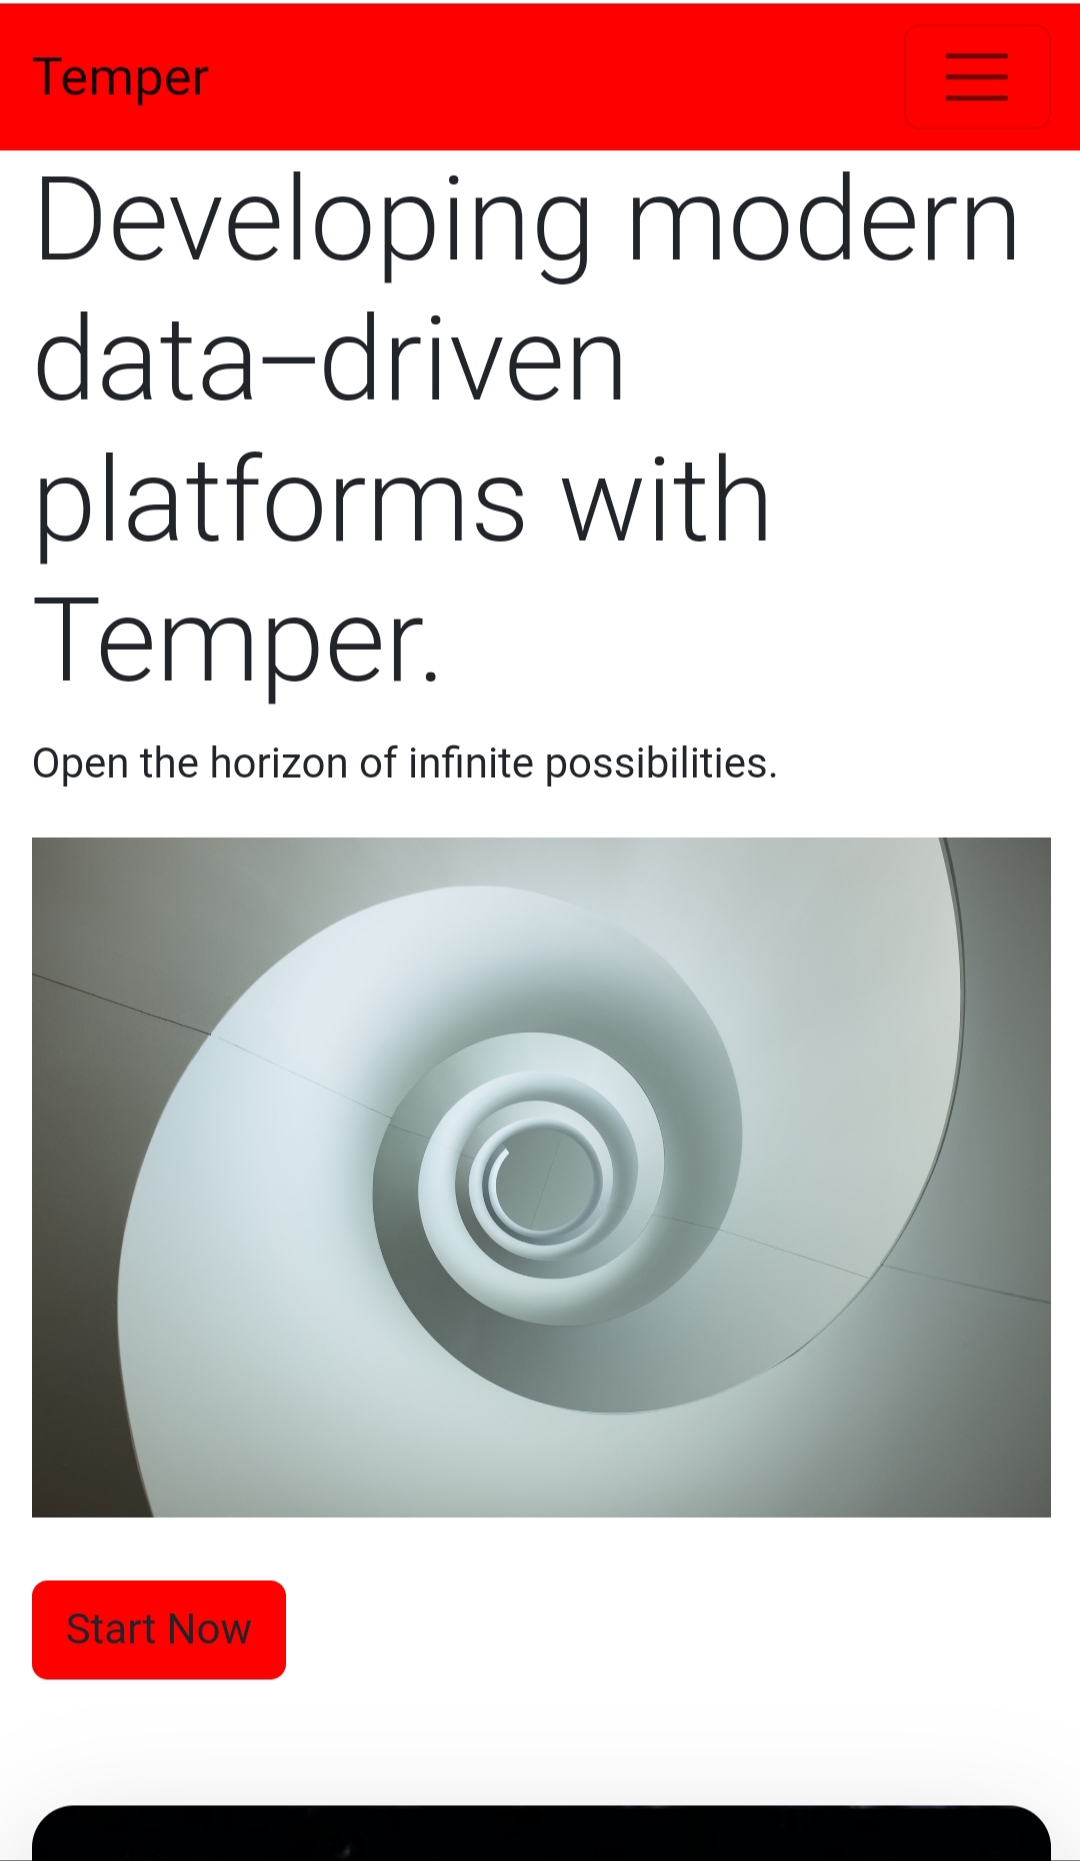 Temper
Developing modern
data–driven
platforms with
Temper.
Open the horizon of infinite possibilities.
Start Now